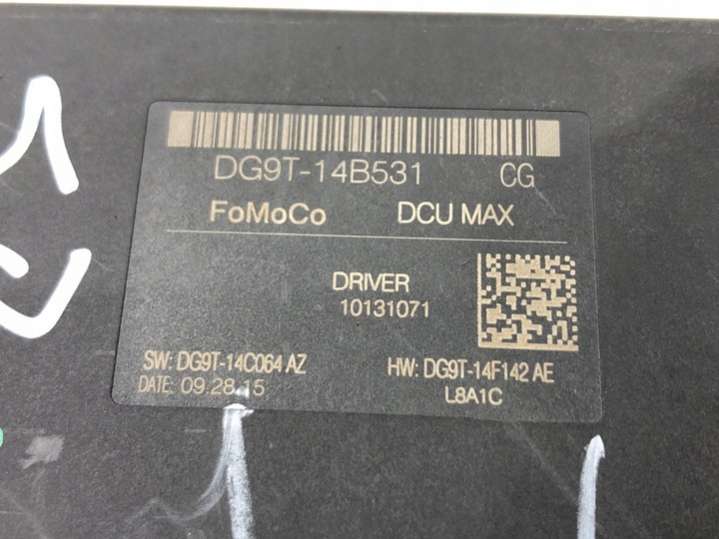 DG9T-14B531 CG
FoMoCo DCU MAX
DRIVER
10131071
SW: DG9T-14C064 AZ HW: DG9T-14F142 AE
DATE: 09.28.15 L8A1C